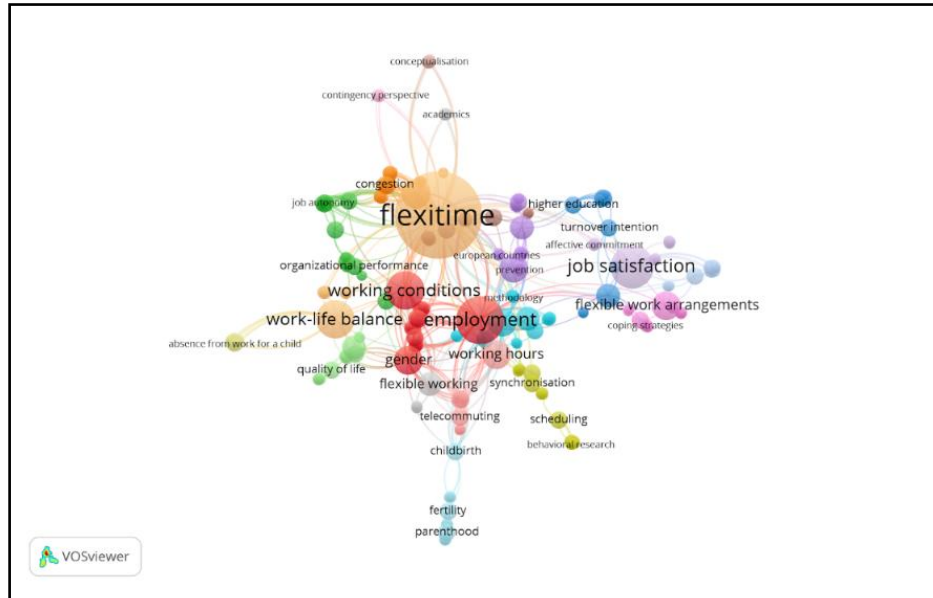 conceptualisation
contingency perspective
academics
congestion
job autonomy
flexitime
higher education
turnover intention
affective commitment
european countries
organizational performance
prevention
job satisfaction
working conditions
methodology
flexible work arrangements
work-life balance
employment
coping strategies
absence from work for a child
gender
working hours
quality of life
flexible working
synchronisation
telecommuting
scheduling
behavioral research
childbirth
fertility
parenthood
VOSviewer